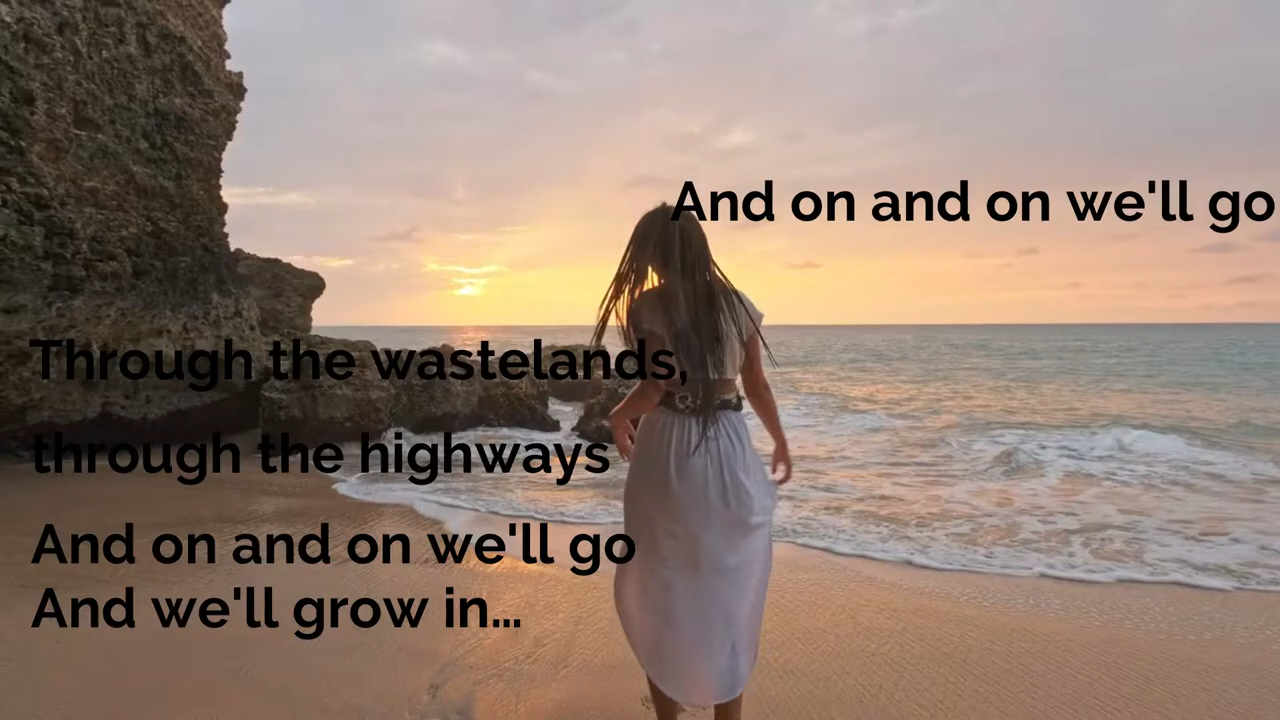 And on and on we'll go
Through the wastelands,
through the highways
And on and on we'll go
And we'll grow in...